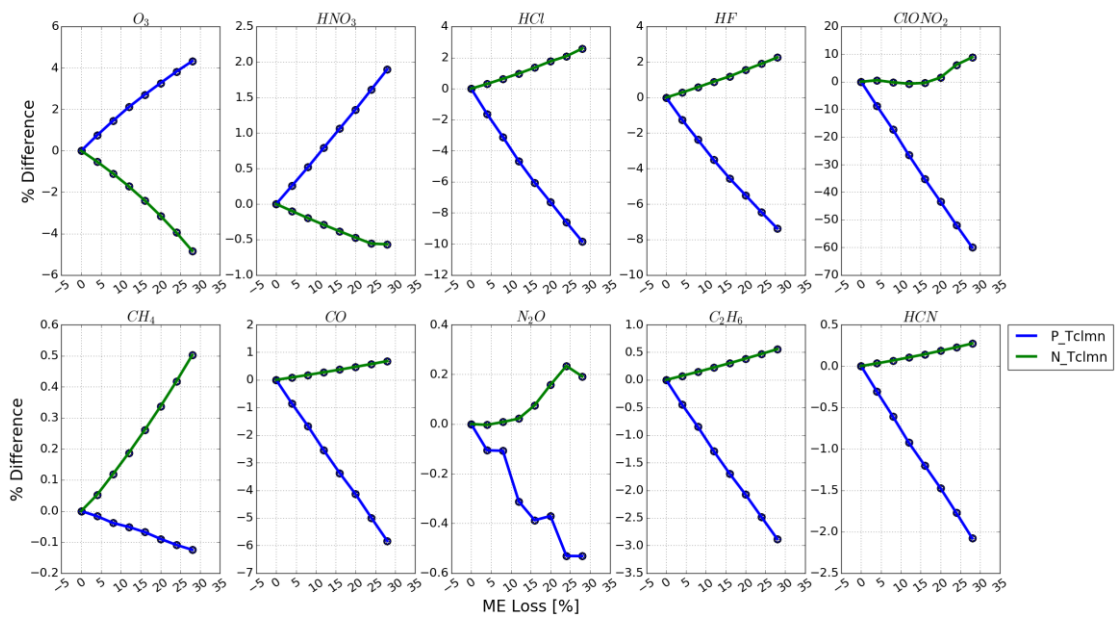 O3 HNO3 HCl HF ClONO2
6 4 2 0 −2 −4 −6
2.5 2.0 1.5 1.0 0.5 0.0 −0.5 −1.0
4 2 0 −2 −4 −6 −8 −10 −12
4 2 0 −2 −4 −6 −8 −10
20 10 0 −10 −20 −30 −40 −50 −60 −70
% Difference
−5 0 5 10 15 20 25 30 35
−5 0 5 10 15 20 25 30 35
−5 0 5 10 15 20 25 30 35
−5 0 5 10 15 20 25 30 35
−5 0 5 10 15 20 25 30 35
CH4 CO N2O C2H6 HCN
0.6 0.5 0.4 0.3 0.2 0.1 0.0 −0.1 −0.2
2 1 0 −1 −2 −3 −4 −5 −6 −7
0.4 0.2 0.0 −0.2 −0.4 −0.6
1.0 0.5 0.0 −0.5 −1.0 −1.5 −2.0 −2.5 −3.0 −3.5
0.5 0.0 −0.5 −1.0 −1.5 −2.0 −2.5
% Difference
P_Tclmn
N_Tclmn
−5 0 5 10 15 20 25 30 35
−5 0 5 10 15 20 25 30 35
−5 0 5 10 15 20 25 30 35
−5 0 5 10 15 20 25 30 35
−5 0 5 10 15 20 25 30 35
ME Loss [%]